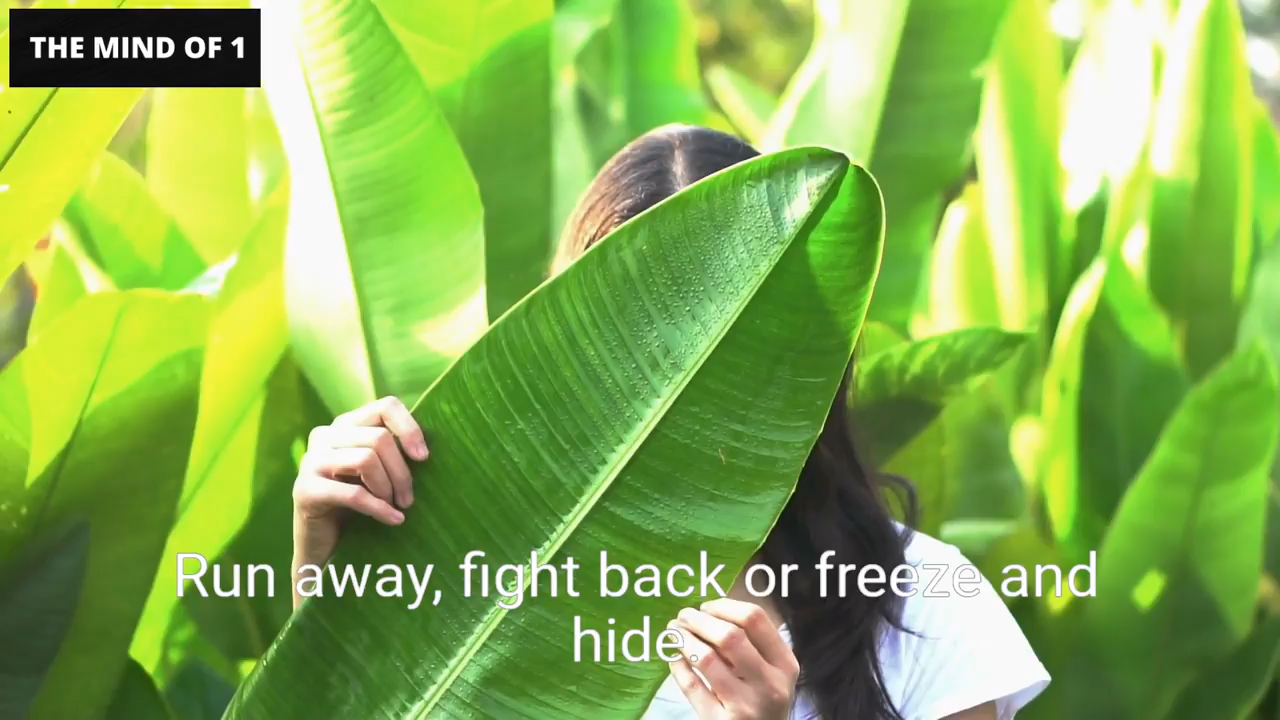 THE MIND OF 1
Run away, fight back or freeze and
hide.